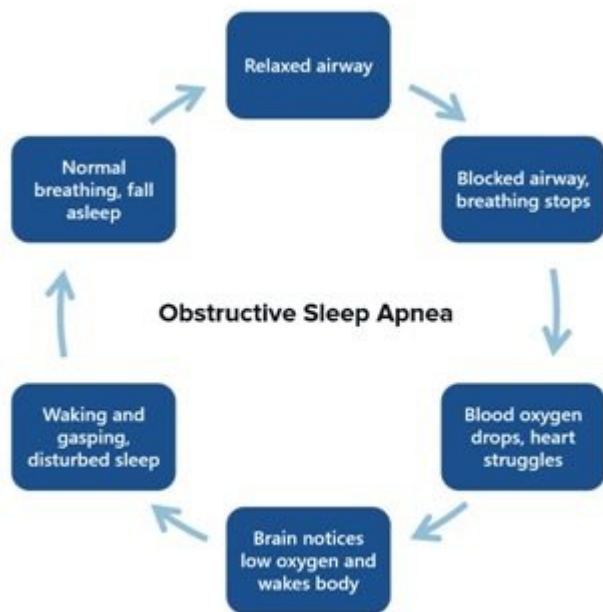 Relaxed airway
Blocked airway,
breathing stops
Blood oxygen
drops, heart
struggles
Brain notices
low oxygen and
wakes body
Waking and
gasping,
disturbed sleep
Normal
breathing, fall
asleep
Obstructive Sleep Apnea